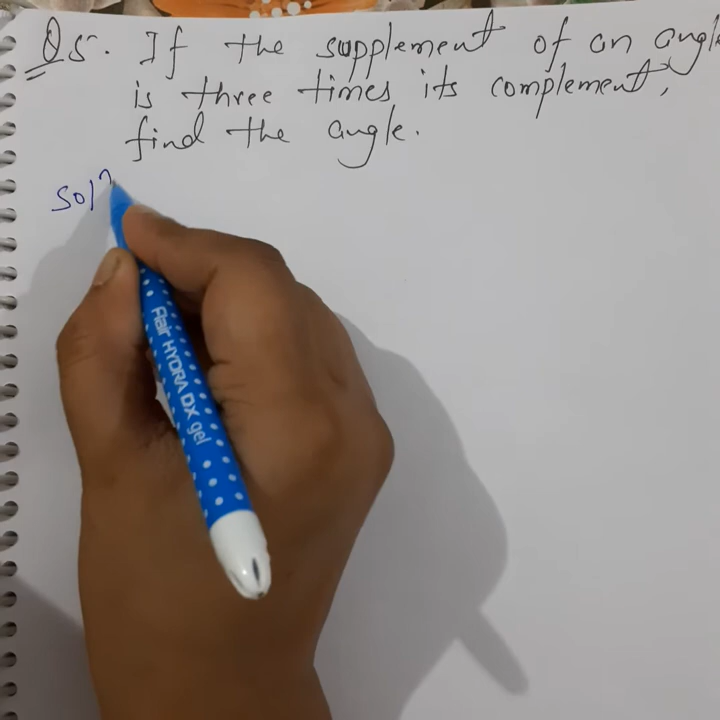 Q5. If the supplement of an angle
is three times its complement,
find the angle.
Sol?
Flair HYDRA DX gel